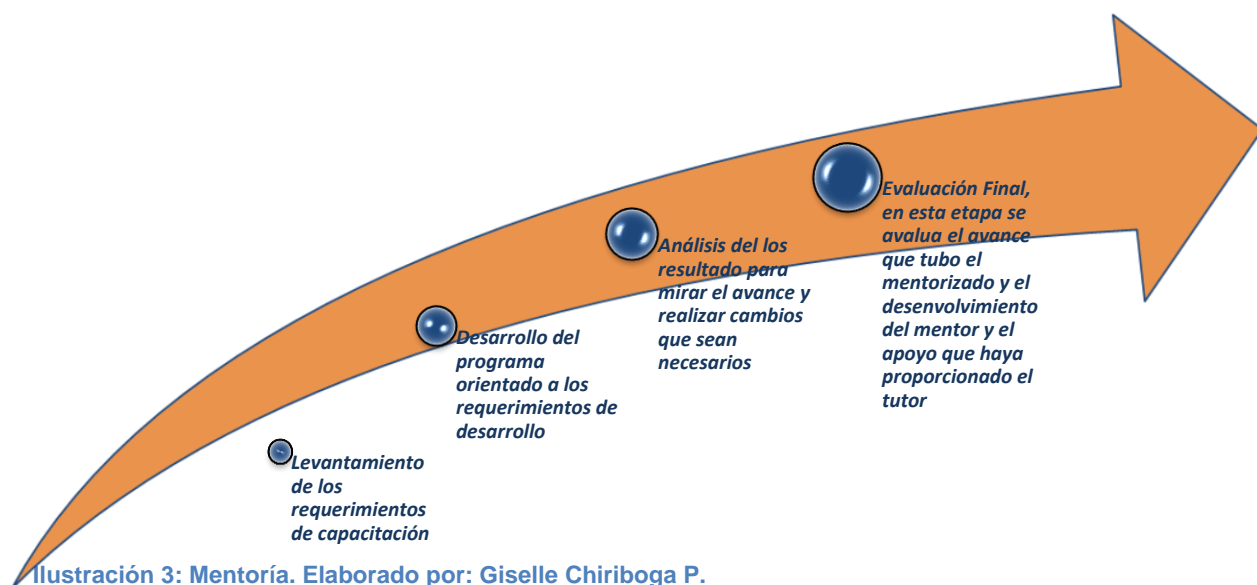 Levantamiento
de los
requerimientos
de capacitación
Desarrollo del
programa
orientado a los
requerimientos de
desarrollo
Análisis del los
resultado para
mirar el avance y
realizar cambios
que sean
necesarios
Evaluación Final,
en esta etapa se
avalua el avance
que tubo el
mentorizado y el
desenvolvimiento
del mentor y el
apoyo que haya
proporcionado el
tutor
Ilustración 3: Mentoría. Elaborado por: Giselle Chiriboga P.